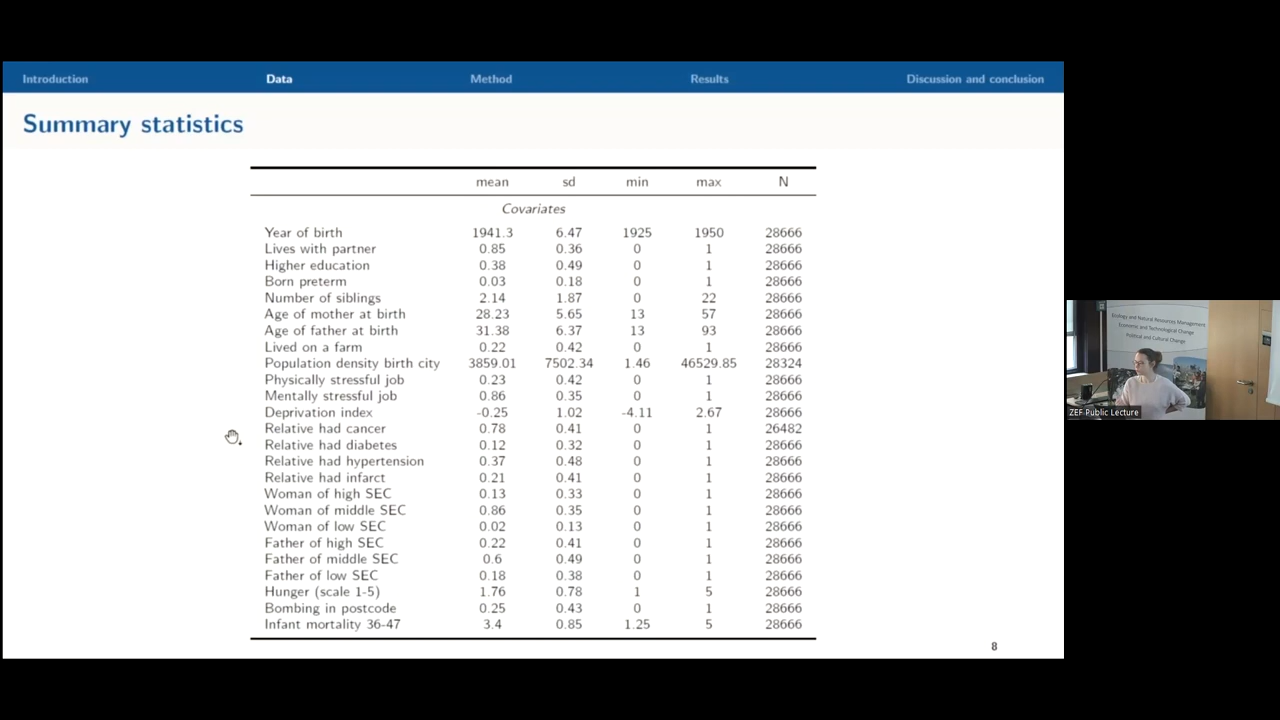 Introduction Data Method Results Discussion and conclusion
Summary statistics
mean sd min max N
Covariates
Year of birth 1941.3 6.47 1925 1950 28666
Lives with partner 0.85 0.36 0 1 28666
Higher education 0.38 0.49 0 1 28666
Born preterm 0.03 0.18 0 1 28666
Number of siblings 2.14 1.87 0 22 28666
Age of mother at birth 28.23 5.65 13 57 28666
Age of father at birth 31.38 6.37 13 93 28666
Lived on a farm 0.22 0.42 0 1 28666
Population density birth city 3859.01 7502.34 1.46 46529.85 28324
Physically stressful job 0.23 0.42 0 1 28666
Mentally stressful job 0.86 0.35 0 1 28666
Deprivation index -0.25 1.02 -4.11 2.67 28666
Relative had cancer 0.78 0.41 0 1 26482
Relative had diabetes 0.12 0.32 0 1 28666
Relative had hypertension 0.37 0.48 0 1 28666
Relative had infarct 0.21 0.41 0 1 28666
Woman of high SEC 0.13 0.33 0 1 28666
Woman of middle SEC 0.86 0.35 0 1 28666
Woman of low SEC 0.02 0.13 0 1 28666
Father of high SEC 0.22 0.41 0 1 28666
Father of middle SEC 0.6 0.49 0 1 28666
Father of low SEC 0.18 0.38 0 1 28666
Hunger (scale 1-5) 1.76 0.78 1 5 28666
Bombing in postcode 0.25 0.43 0 1 28666
Infant mortality 36-47 3.4 0.85 1.25 5 28666
8
Ecology and Natural Resources Management
Economic and Technological Change
Political and Cultural Change
ZEF Public Lecture